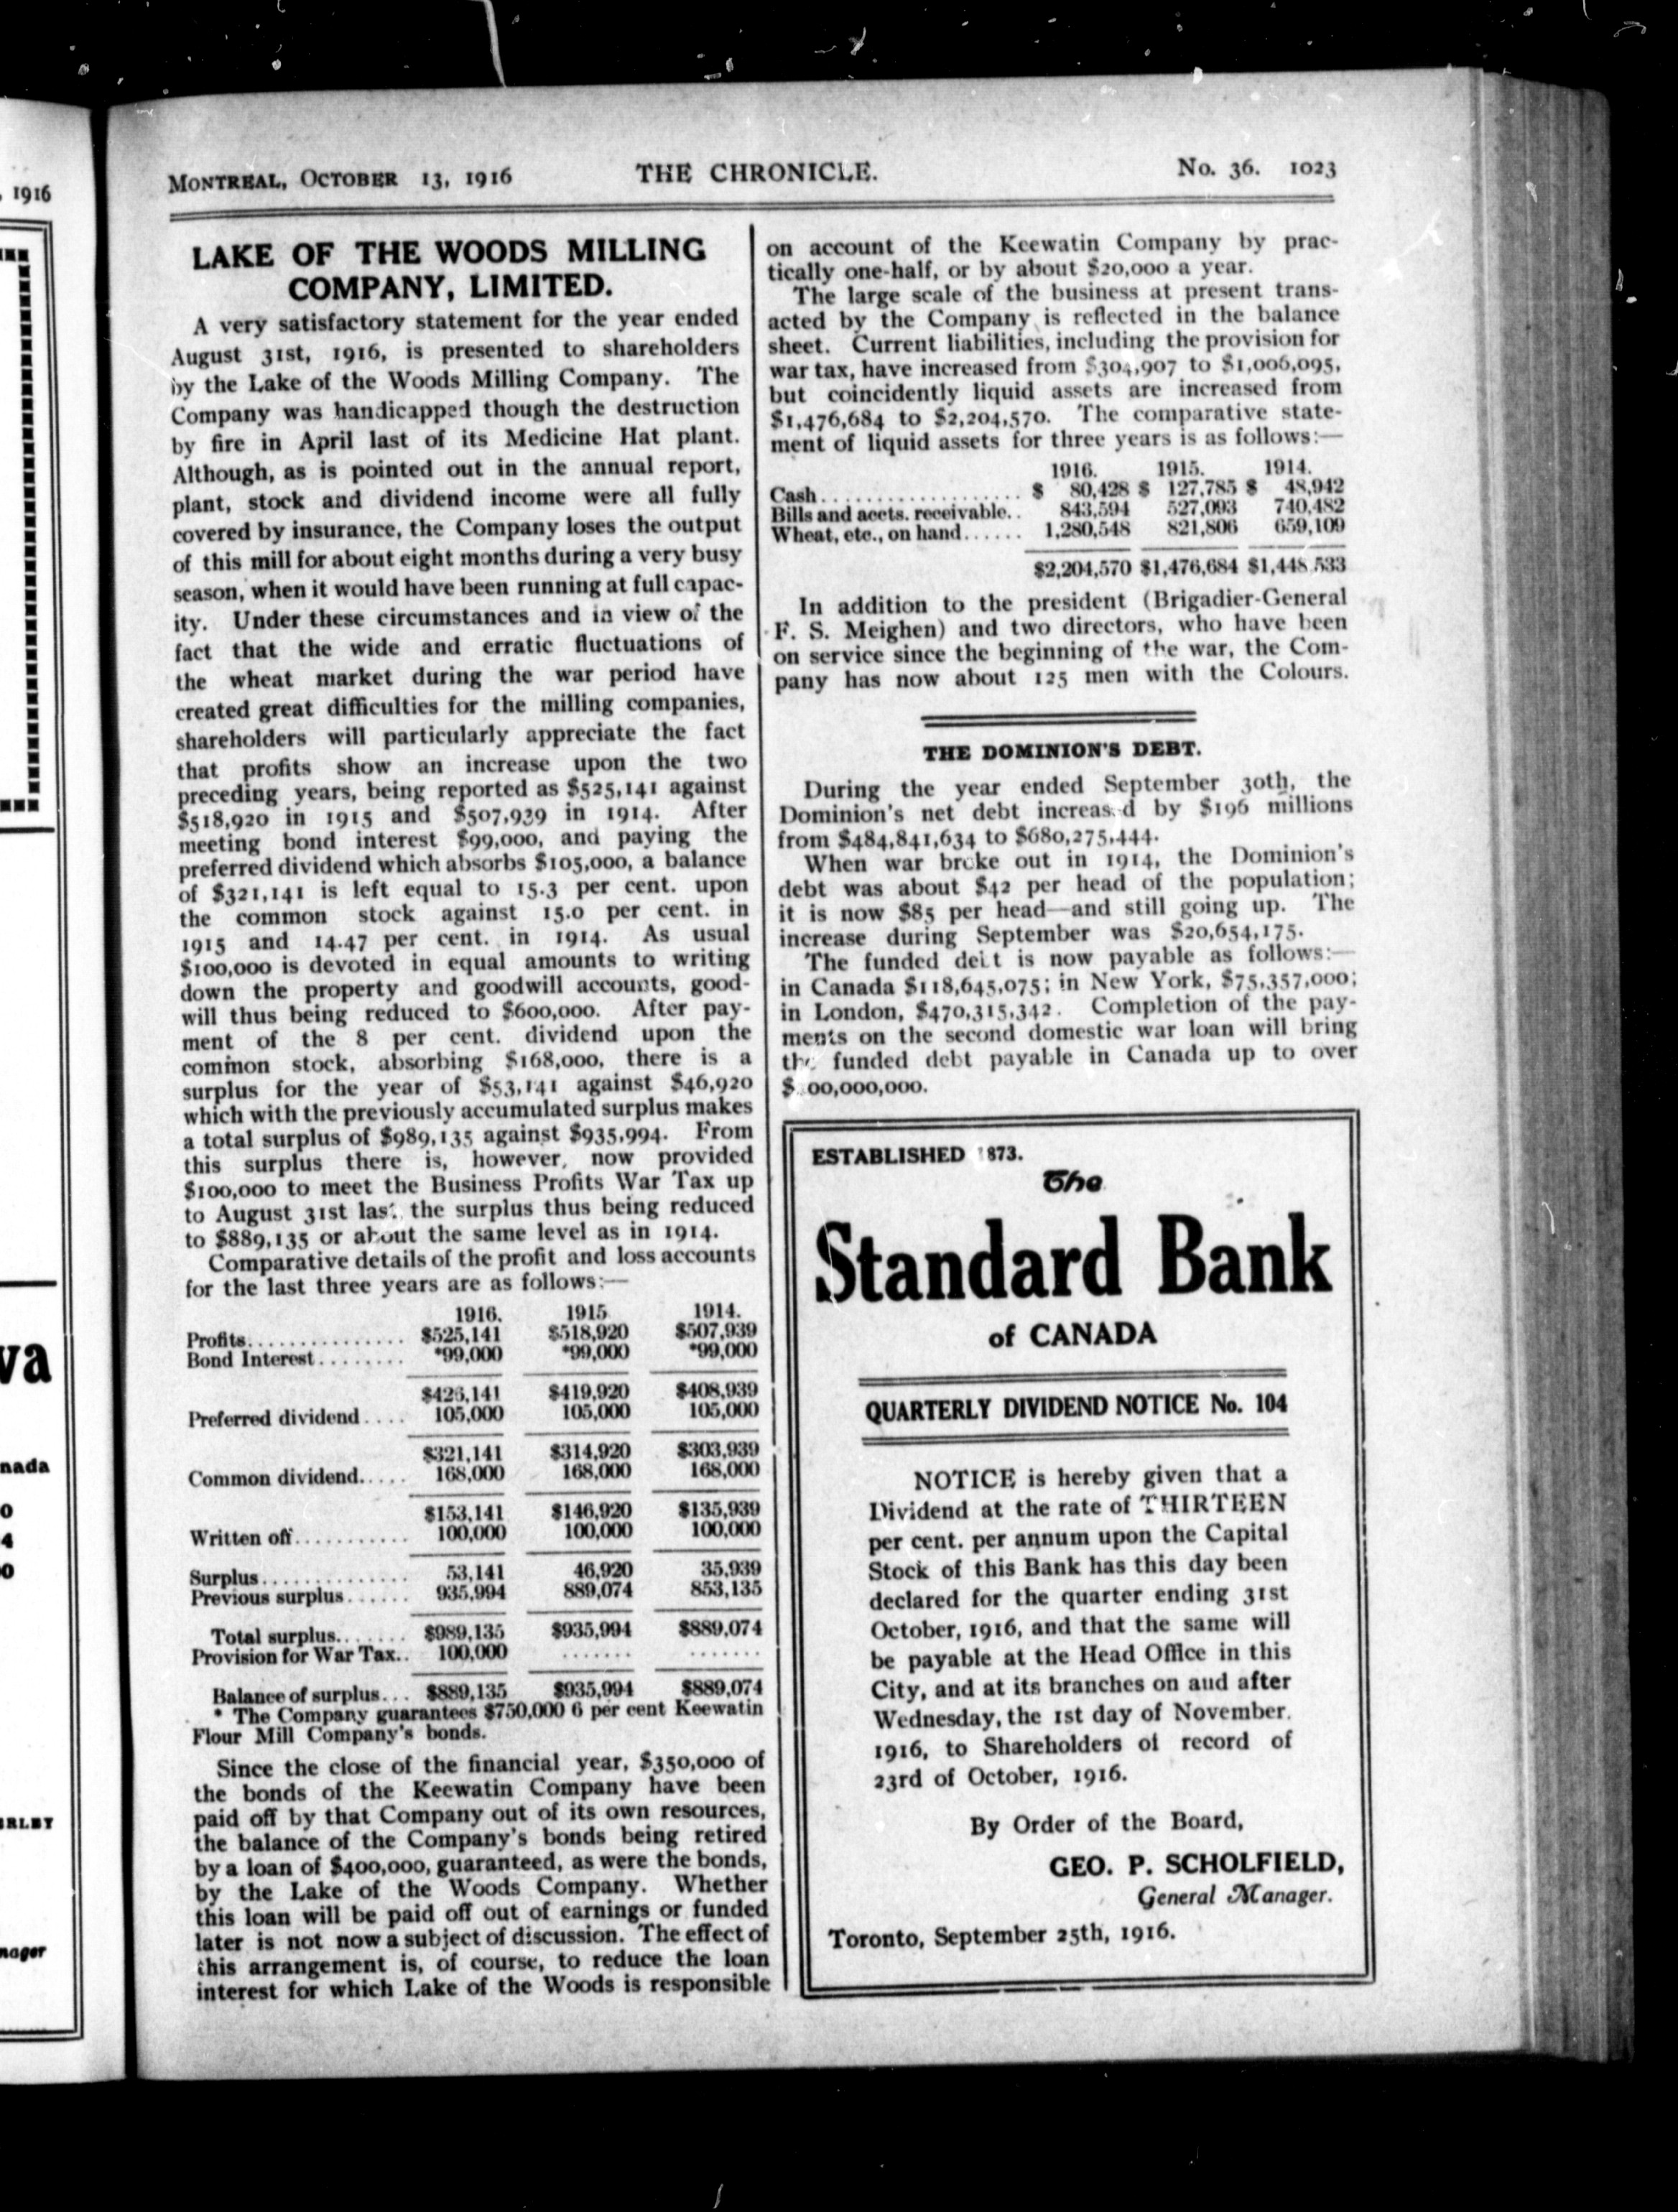 , 1916
va
nada
0
4
0
ERLEY
nager
MONTREAL, OCTOBER 13, 1916 THE CHRONICLE. No. 36. 1023
LAKE OF THE WOODS MILLING
COMPANY, LIMITED.
A very satisfactory statement for the year ended
August 31st, 1916, is presented to shareholders
by the Lake of the Woods Milling Company. The
Company was handicapped though the destruction
by fire in April last of its Medicine Hat plant.
Although, as is pointed out in the annual report,
plant, stock and dividend income were all fully
covered by insurance, the Company loses the output
of this mill for about eight months during a very busy
season, when it would have been running at full capac-
ity. Under these circumstances and in view of the
fact that the wide and erratic fluctuations of
the wheat market during the war period have
created great difficulties for the milling companies,
shareholders will particularly appreciate the fact
that profits show an increase upon the two
preceding years, being reported as $525,141 against
$518,920 in 1915 and $507,939 in 1914. After
meeting bond interest $99,000, and paying the
preferred dividend which absorbs $105,000, a balance
of $321,141 is left equal to 15.3 per cent. upon
the common stock against 15.0 per cent. in
1915 and 14.47 per cent. in 1914. As usual
$100,000 is devoted in equal amounts to writing
down the property and goodwill accounts, good-
will thus being reduced to $600,000. After pay-
ment of the 8 per cent. dividend upon the
common stock, absorbing $168,000, there is a
surplus for the year of $53,141 against $46,920
which with the previously accumulated surplus makes
a total surplus of $989,135 against $935,994. From
this surplus there is, however, now provided
$100,000 to meet the Business Profits War Tax up
to August 31st last, the surplus thus being reduced
to $889,135 or about the same level as in 1914.
Comparative details of the profit and loss accounts
for the last three years are as follows:—
1916. 1915 1914.
Profits............... $525,141 $518,920 $507,939
Bond Interest........ *99,000 *99,000 *99,000
$426,141 $419,920 $408,939
Preferred dividend.... 105,000 105,000 105,000
$321,141 $314,920 $303,939
Common dividend..... 168,000 168,000 168,000
$153,141 $146,920 $135,939
Written off........... 100,000 100,000 100,000
Surplus.............. 53,141 46,920 35,939
Previous surplus...... 935,994 889,074 853,135
Total surplus....... $989,135 $935,994 $889,074
Provision for War Tax.. 100,000 ....... .......
Balance of surplus... $889,135 $935,994 $889,074
* The Company guarantees $750,000 6 per cent Keewatin
Flour Mill Company's bonds.
Since the close of the financial year, $350,000 of
the bonds of the Keewatin Company have been
paid off by that Company out of its own resources,
the balance of the Company's bonds being retired
by a loan of $400,000, guaranteed, as were the bonds,
by the Lake of the Woods Company. Whether
this loan will be paid off out of earnings or funded
later is not now a subject of discussion. The effect of
this arrangement is, of course, to reduce the loan
interest for which Lake of the Woods is responsible
on account of the Keewatin Company by prac-
tically one-half, or by about $20,000 a year.
The large scale of the business at present trans-
acted by the Company is reflected in the balance
sheet. Current liabilities, including the provision for
war tax, have increased from $304,907 to $1,006,095,
but coincidently liquid assets are increased from
$1,476,684 to $2,204,570. The comparative state-
ment of liquid assets for three years is as follows:—
1916. 1915. 1914.
Cash.................. $ 80,428 $ 127,785 $ 48,942
Bills and accts. receivable.. 843,594 527,093 740,482
Wheat, etc., on hand...... 1,280,548 821,806 659,109
$2,204,570 $1,476,684 $1,448 533
In addition to the president (Brigadier-General
F. S. Meighen) and two directors, who have been
on service since the beginning of the war, the Com-
pany has now about 125 men with the Colours.
THE DOMINION'S DEBT.
During the year ended September 30th, the
Dominion's net debt increas d by $196 millions
from $484,841,634 to $680,275,444.
When war broke out in 1914, the Dominion's
debt was about $42 per head of the population;
it is now $85 per head—and still going up. The
increase during September was $20,654,175.
The funded debt is now payable as follows:—
in Canada $118,645,075; in New York, $75,357,000;
in London, $470,315,342. Completion of the pay-
ments on the second domestic war loan will bring
the funded debt payable in Canada up to over
$ 00,000,000.
ESTABLISHED 1873.
The
Standard Bank
of CANADA
QUARTERLY DIVIDEND NOTICE No. 104
NOTICE is hereby given that a
Dividend at the rate of THIRTEEN
per cent. per annum upon the Capital
Stock of this Bank has this day been
declared for the quarter ending 31st
October, 1916, and that the same will
be payable at the Head Office in this
City, and at its branches on and after
Wednesday, the 1st day of November.
1916, to Shareholders of record of
23rd of October, 1916.
By Order of the Board,
GEO. P. SCHOLFIELD,
General Manager.
Toronto, September 25th, 1916.